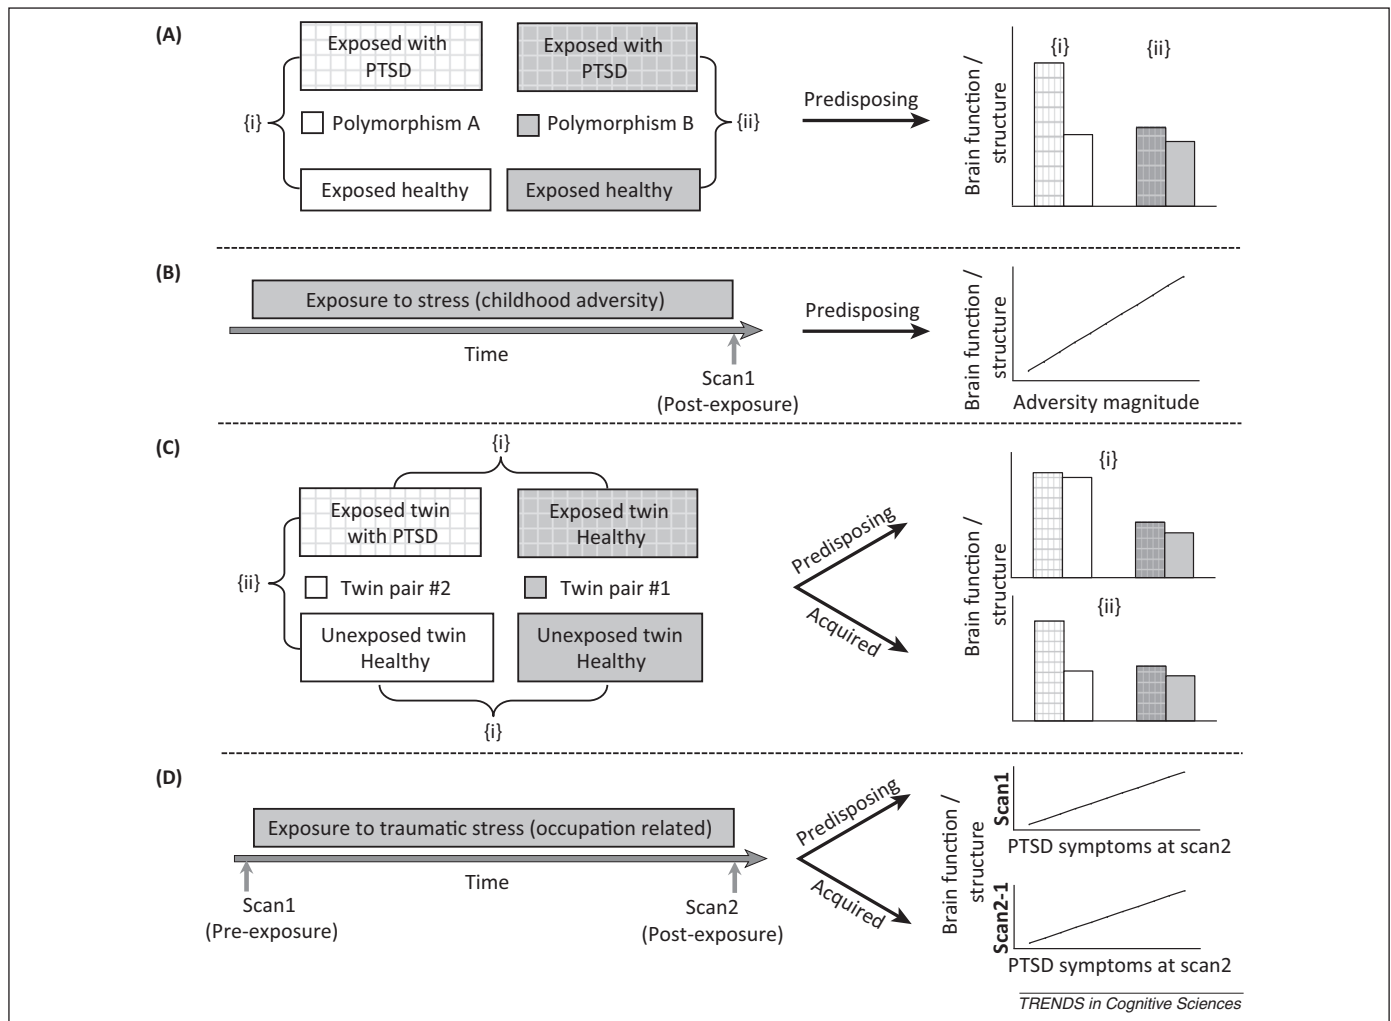 (A)
Exposed with
PTSD
Exposed with
PTSD
{i}
Polymorphism A
Polymorphism B
{ii}
Exposed healthy
Exposed healthy
Predisposing
Brain function /
structure
{i}
{ii}
(B)
Exposure to stress (childhood adversity)
Time
Scan1
(Post-exposure)
Predisposing
Brain function /
structure
Adversity magnitude
(C)
{i}
Exposed twin
with PTSD
Exposed twin
Healthy
{ii}
Twin pair #2
Twin pair #1
Unexposed twin
Healthy
Unexposed twin
Healthy
{i}
Predisposing
Acquired
Brain function /
structure
{i}
{ii}
(D)
Exposure to traumatic stress (occupation related)
Time
Scan1
(Pre-exposure)
Scan2
(Post-exposure)
Predisposing
Acquired
Brain function /
structure
Scan1
PTSD symptoms at scan2
Scan2-1
PTSD symptoms at scan2
TRENDS in Cognitive Sciences